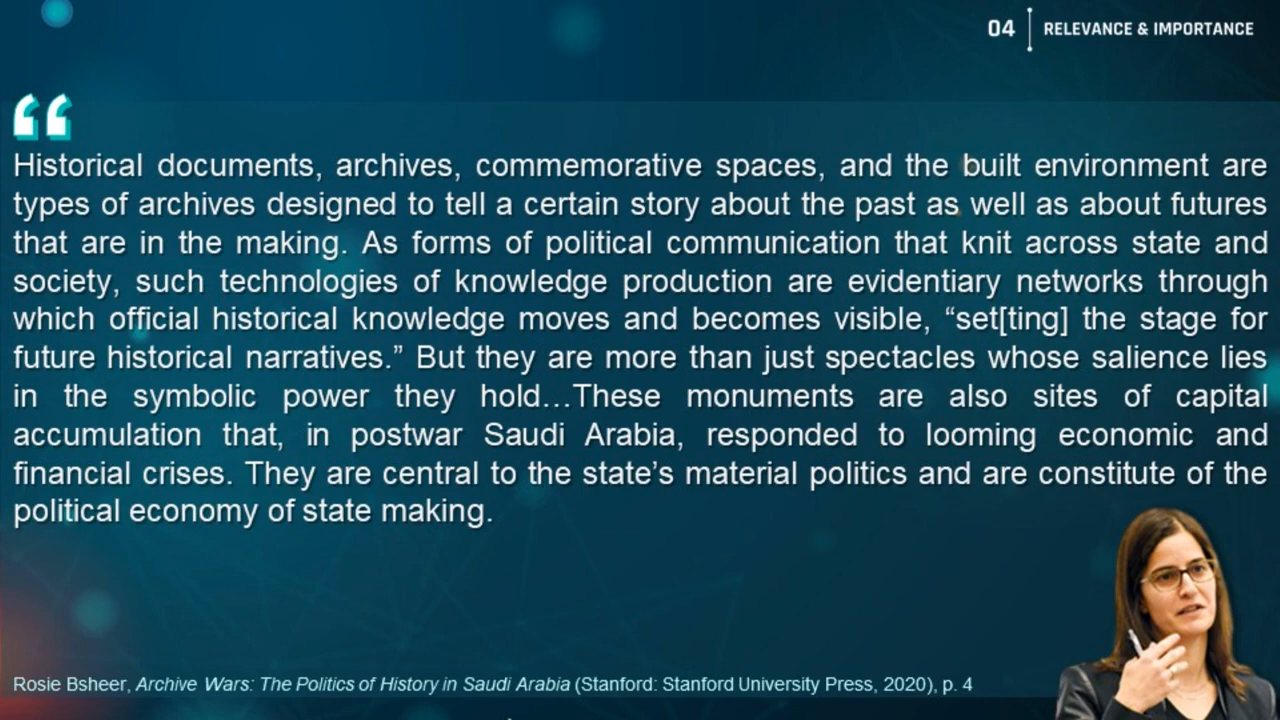 04 RELEVANCE & IMPORTANCE
“
Historical documents, archives, commemorative spaces, and the built environment are
types of archives designed to tell a certain story about the past as well as about futures
that are in the making. As forms of political communication that knit across state and
society, such technologies of knowledge production are evidentiary networks through
which official historical knowledge moves and becomes visible, “set[ting] the stage for
future historical narratives.” But they are more than just spectacles whose salience lies
in the symbolic power they hold…These monuments are also sites of capital
accumulation that, in postwar Saudi Arabia, responded to looming economic and
financial crises. They are central to the state’s material politics and are constitute of the
political economy of state making.
Rosie Bsheer, Archive Wars: The Politics of History in Saudi Arabia (Stanford: Stanford University Press, 2020), p. 4